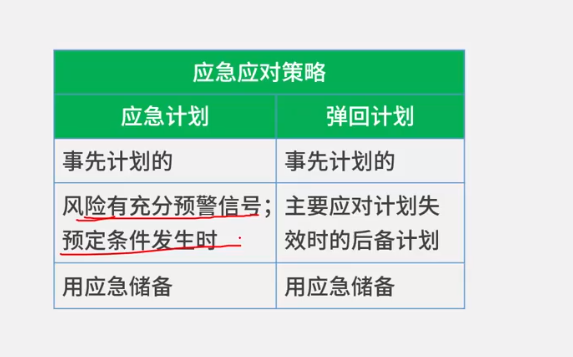 应急应对策略
应急计划 弹回计划
事先计划的 事先计划的
风险有充分预警信号； 主要应对计划失
预定条件发生时 效时的后备计划
用应急储备 用应急储备